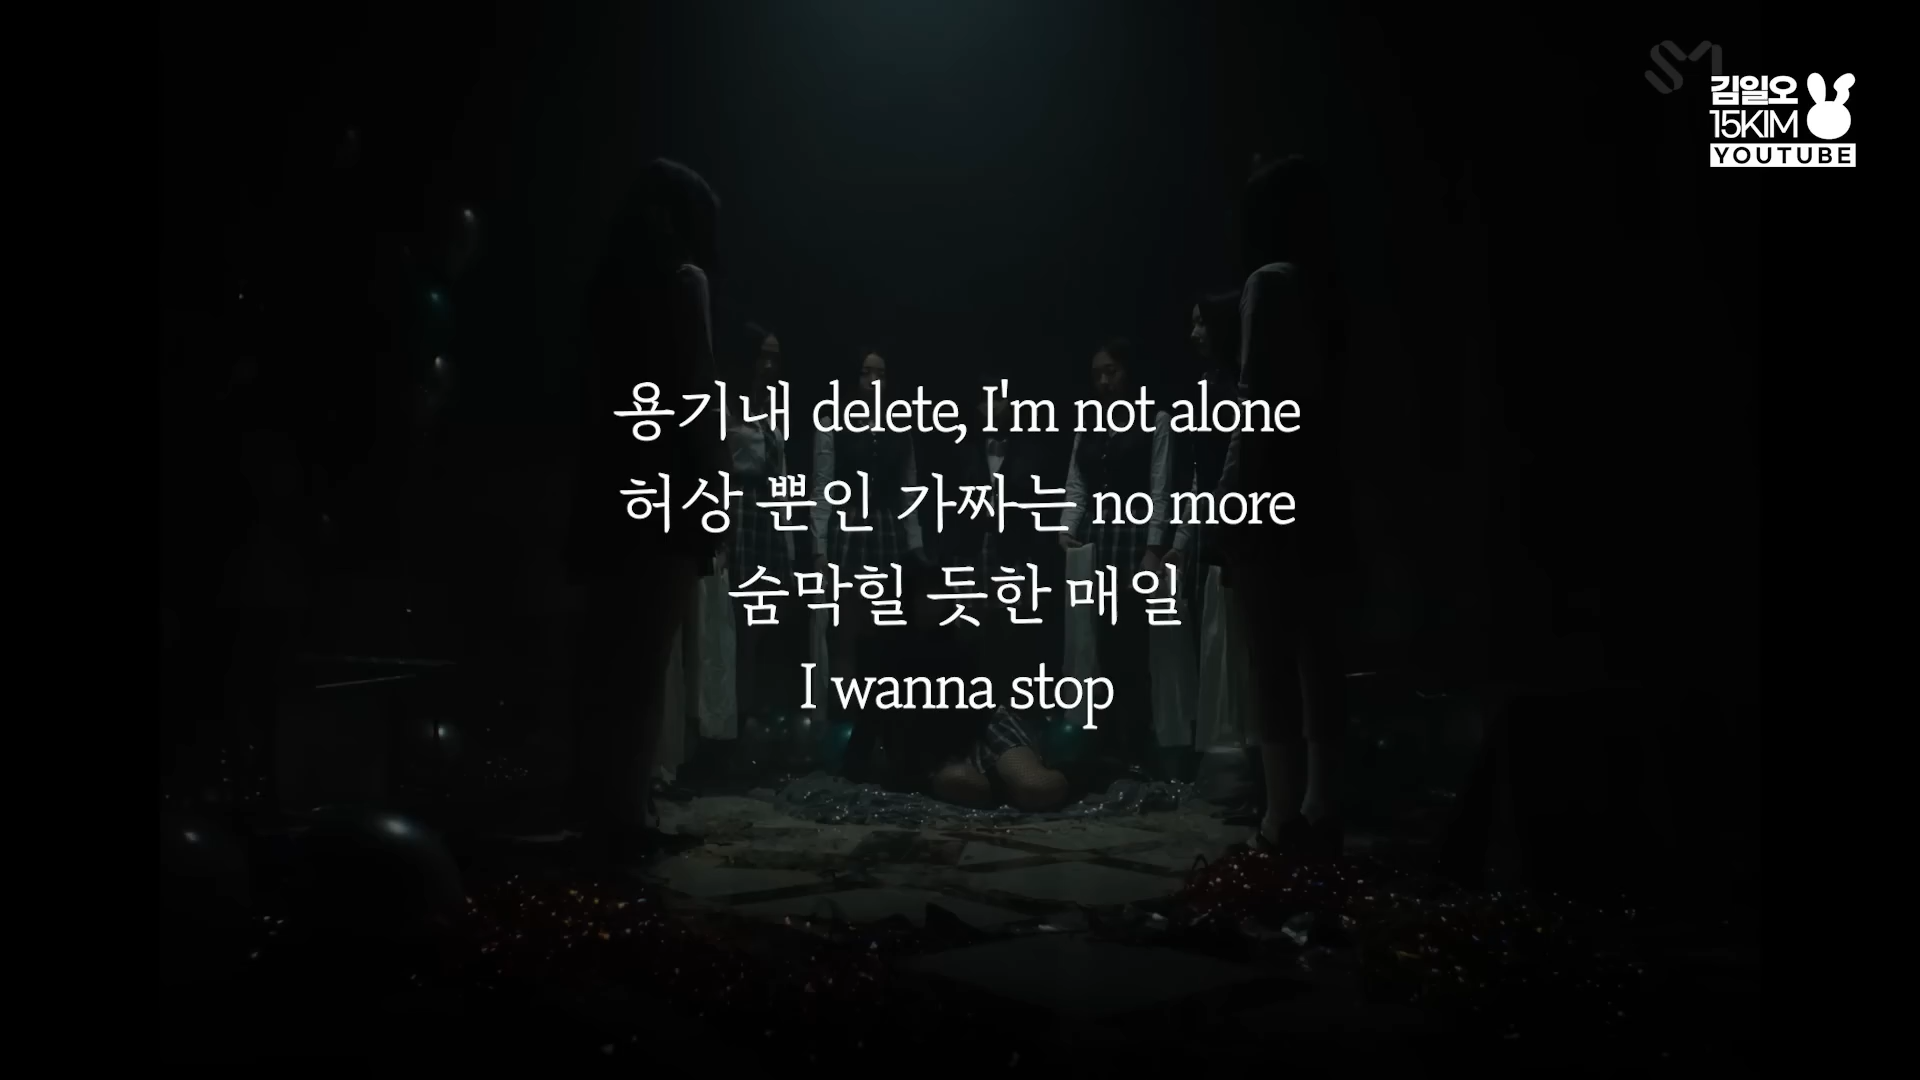 SM
김일오
15KIM
YOUTUBE
용기내 delete, I'm not alone
허상 뿐인 가짜는 no more
숨막힐 듯한 매일
I wanna stop